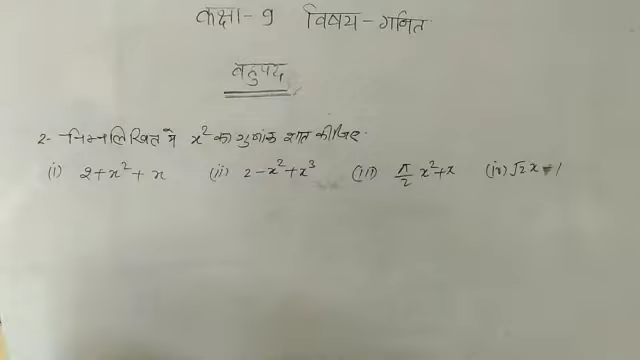 कक्षा - 9 विषय - गणित
बहुपद
2- निम्नलिखित मे x² का गुणांक ज्ञात कीजिए.
(i) 2+x²+x (ii) 2-x²+x³ (iii) π/2 x²+x (iv) √2x-1